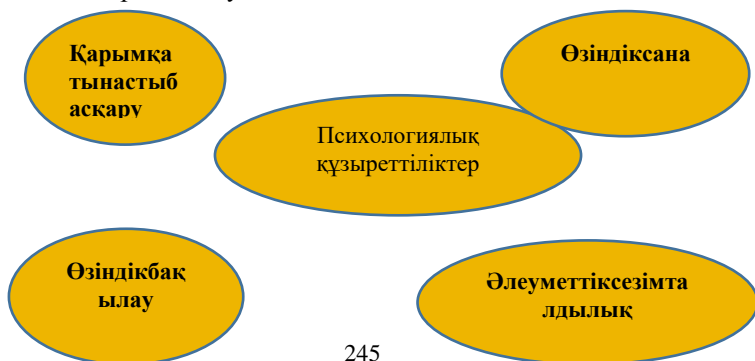 Қарымқа
тынастыб
асқару
Өзіндіксана
Психологиялық
құзыреттіліктер
Өзіндікбақ
ылау
Әлеуметтіксезімта
лдылық
245